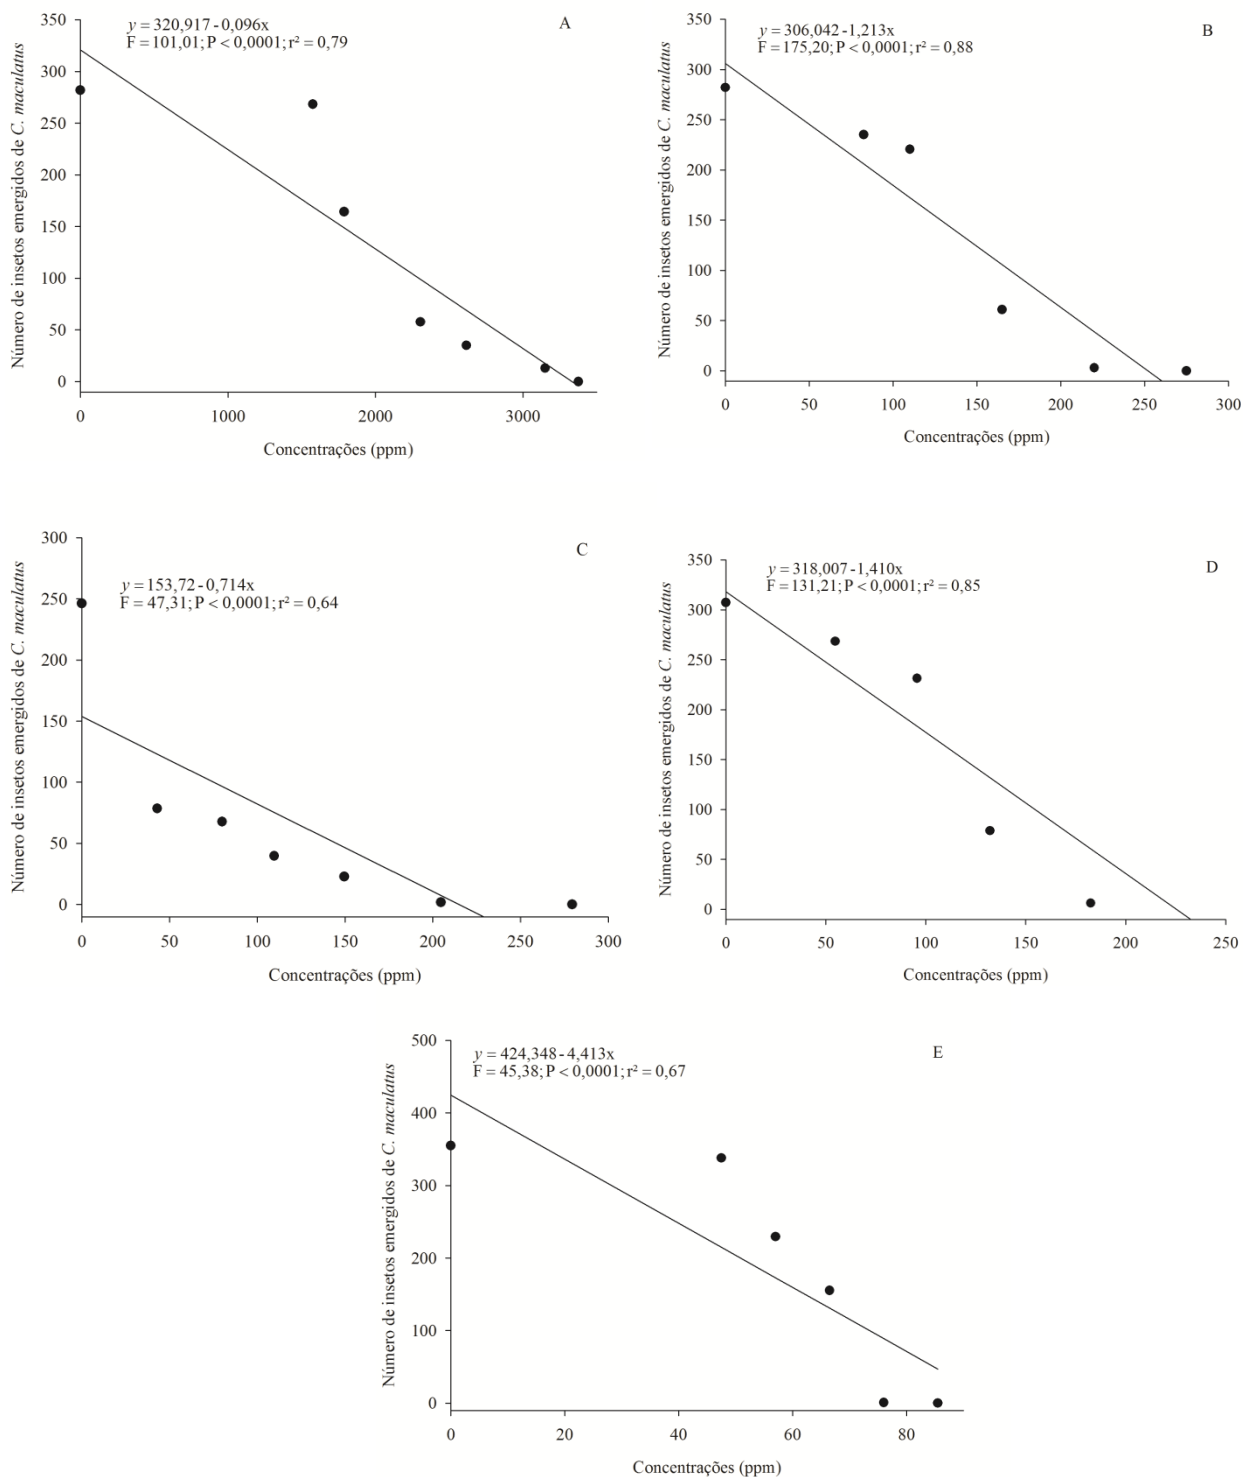 A
y = 320,917 - 0,096x
F = 101,01; P < 0,0001; r² = 0,79
Número de insetos emergidos de C. maculatus
350
300
250
200
150
100
50
0
0 1000 2000 3000
Concentrações (ppm)
B
y = 306,042 -1,213x
F = 175,20; P < 0,0001; r² = 0,88
Número de insetos emergidos de C. maculatus
350
300
250
200
150
100
50
0
0 50 100 150 200 250 300
Concentrações (ppm)
C
y = 153,72 - 0,714x
F = 47,31; P < 0,0001; r² = 0,64
Número de insetos emergidos de C. maculatus
300
250
200
150
100
50
0
0 50 100 150 200 250 300
Concentrações (ppm)
D
y = 318,007 - 1,410x
F = 131,21; P < 0,0001; r² = 0,85
Número de insetos emergidos de C. maculatus
350
300
250
200
150
100
50
0
0 50 100 150 200 250
Concentrações (ppm)
E
y = 424,348 - 4,413x
F = 45,38; P < 0,0001; r² = 0,67
Número de insetos emergidos de C. maculatus
500
400
300
200
100
0
0 20 40 60 80
Concentrações (ppm)